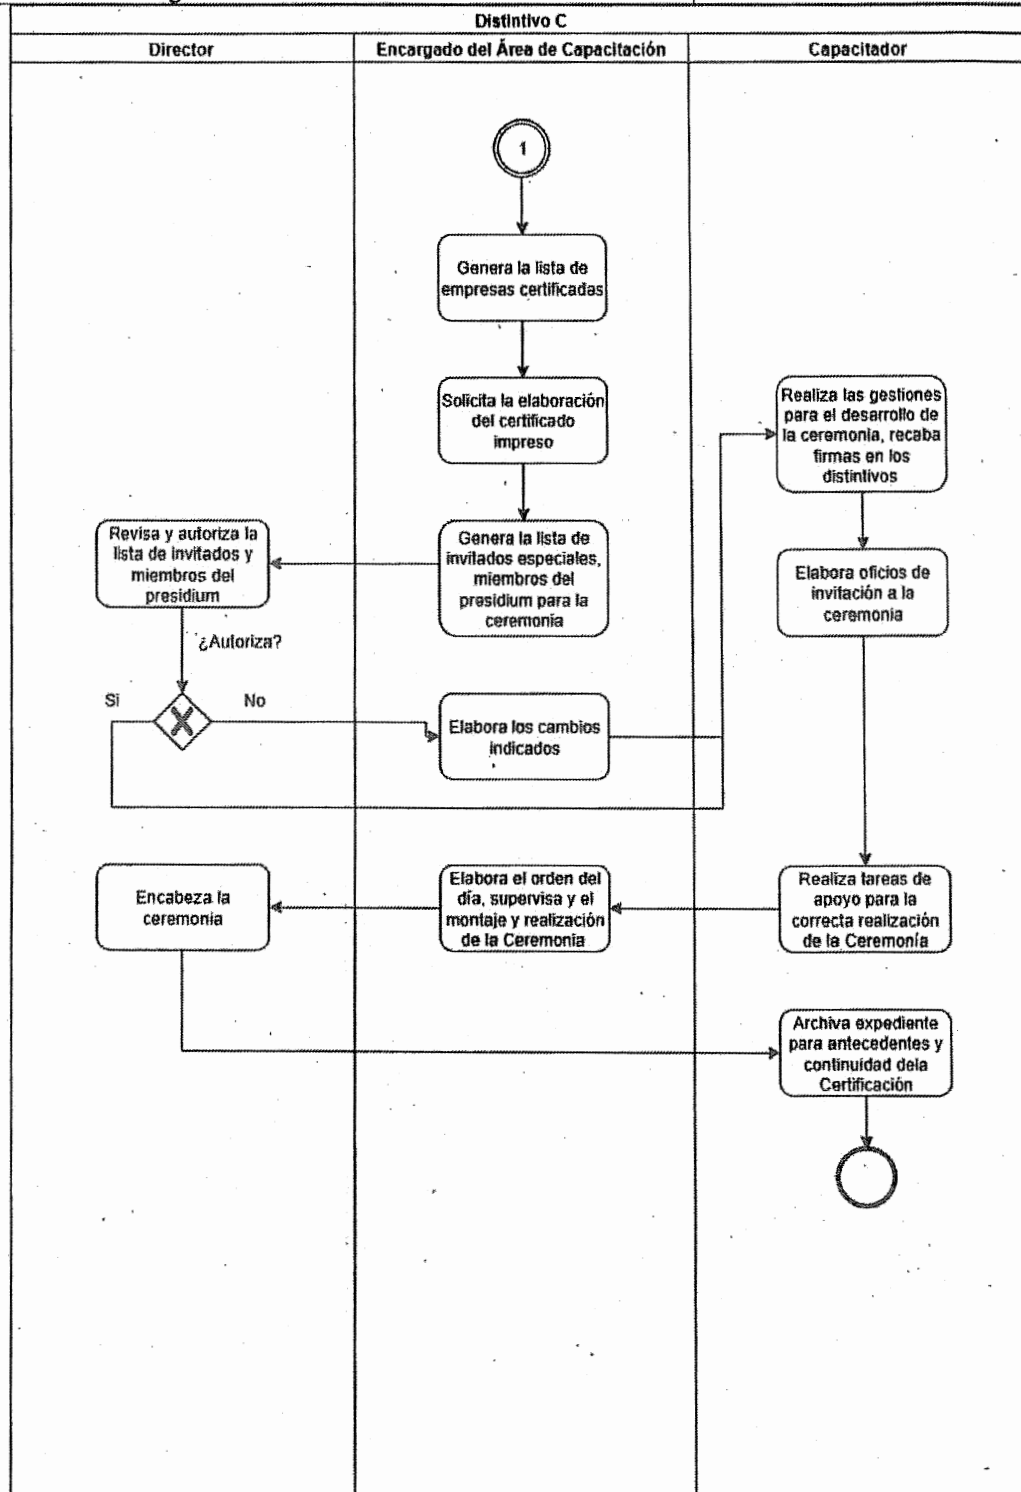 Distintivo C
Director
Encargado del Área de Capacitación
Capacitador
1
Genera la lista de
empresas certificadas
Solicita la elaboración
del certificado
impreso
Genera la lista de
invitados especiales,
miembros del
presidium para la
ceremonia
Revisa y autoriza la
lista de invitados y
miembros del
presidium
¿Autoriza?
Si
No
Elabora los cambios
indicados
Realiza las gestiones
para el desarrollo de
la ceremonia, recaba
firmas en los
distintivos
Elabora oficios de
invitación a la
ceremonia
Realiza tareas de
apoyo para la
correcta realización
de la Ceremonía
Elabora el orden del
día, supervisa y el
montaje y realización
de la Ceremonia
Encabeza la
ceremonia
Archiva expediente
para antecedentes y
continuidad dela
Certificación